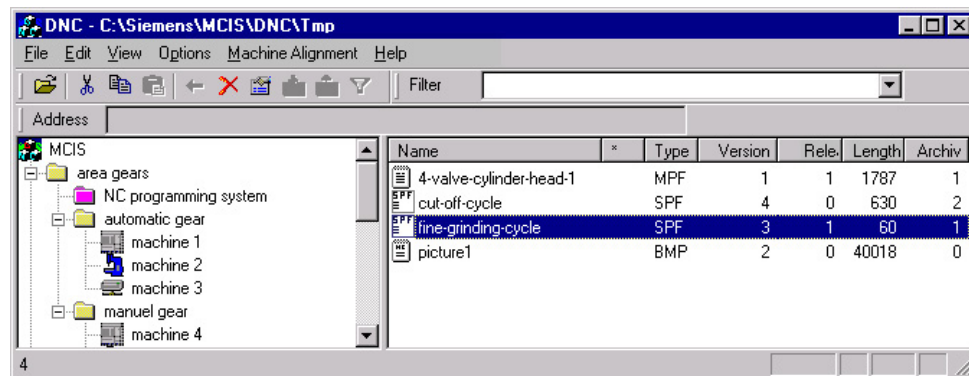 DNC - C:\Siemens\MCIS\DNC\Tmp
File Edit View Options Machine Alignment Help
Filter
Address
MCIS
area gears
NC programming system
automatic gear
machine 1
machine 2
machine 3
manuel gear
machine 4
Name * Type Version Rele. Length Archiv
4-valve-cylinder-head-1 MPF 1 1 1787 1
SPF cut-off-cycle SPF 4 0 630 2
SPF fine-grinding-cycle SPF 3 1 60 1
picture1 BMP 2 0 40018 0
4